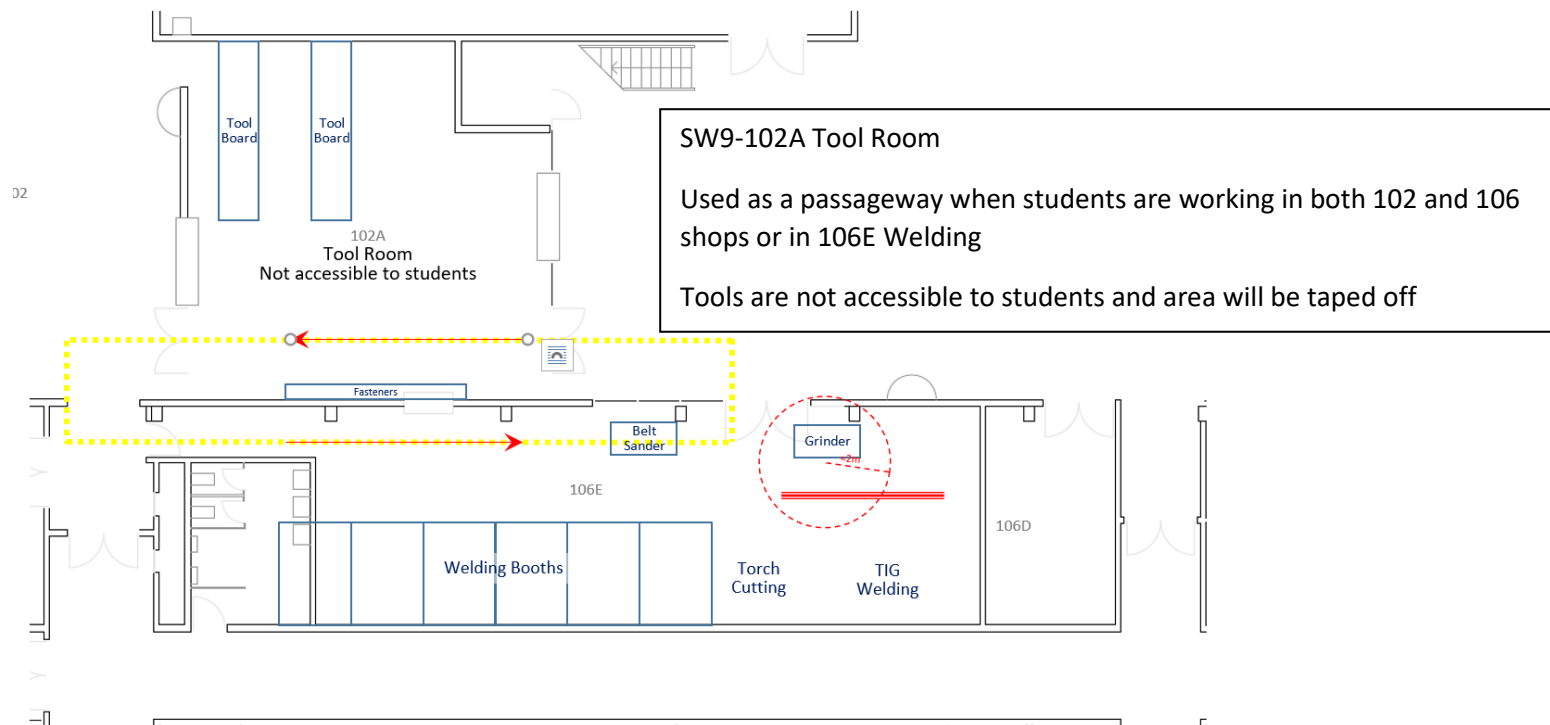 Tool
Board
Tool
Board
SW9-102A Tool Room
Used as a passageway when students are working in both 102 and 106
shops or in 106E Welding
Tools are not accessible to students and area will be taped off
02
102A
Tool Room
Not accessible to students
Fasteners
Belt
Sander
Grinder
~2m
106E
106D
Welding Booths
Torch
Cutting
TIG
Welding